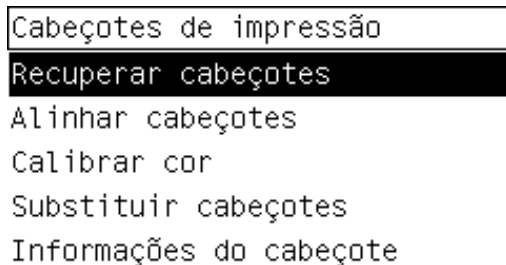 Cabeçotes de impressão
Recuperar cabeçotes
Alinhar cabeçotes
Calibrar cor
Substituir cabeçotes
Informações do cabeçote